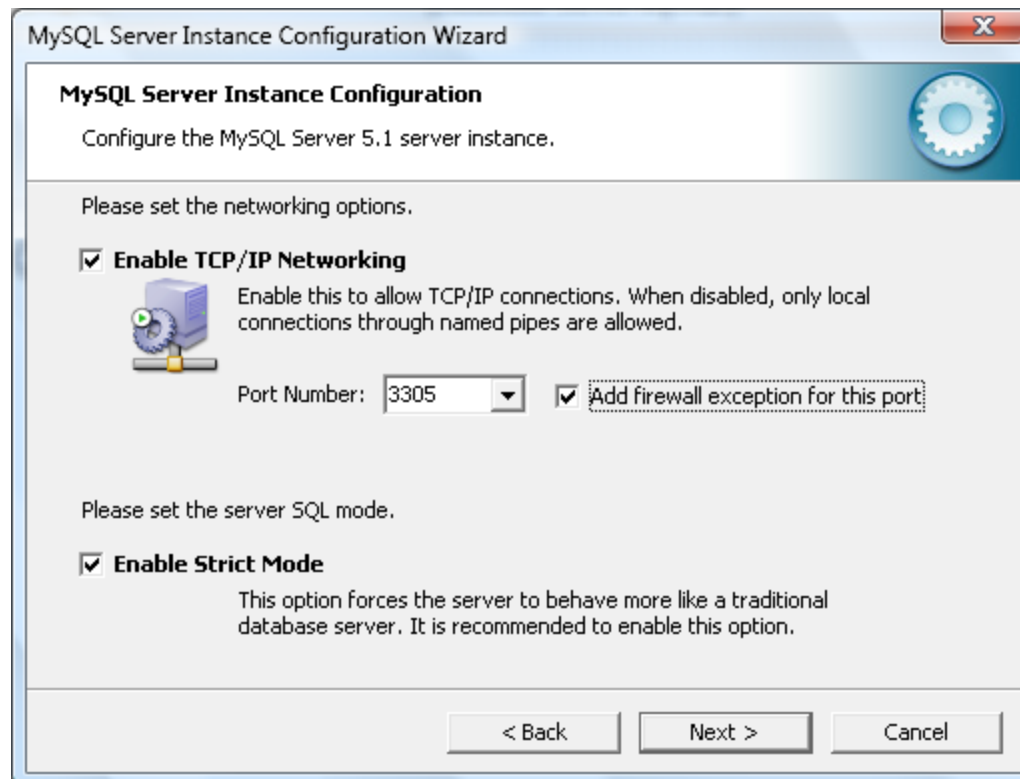 MySQL Server Instance Configuration Wizard
MySQL Server Instance Configuration
Configure the MySQL Server 5.1 server instance.
Please set the networking options.
Enable TCP/IP Networking
Enable this to allow TCP/IP connections. When disabled, only local
connections through named pipes are allowed.
Port Number: 3305 Add firewall exception for this port
Please set the server SQL mode.
Enable Strict Mode
This option forces the server to behave more like a traditional
database server. It is recommended to enable this option.
< Back Next > Cancel